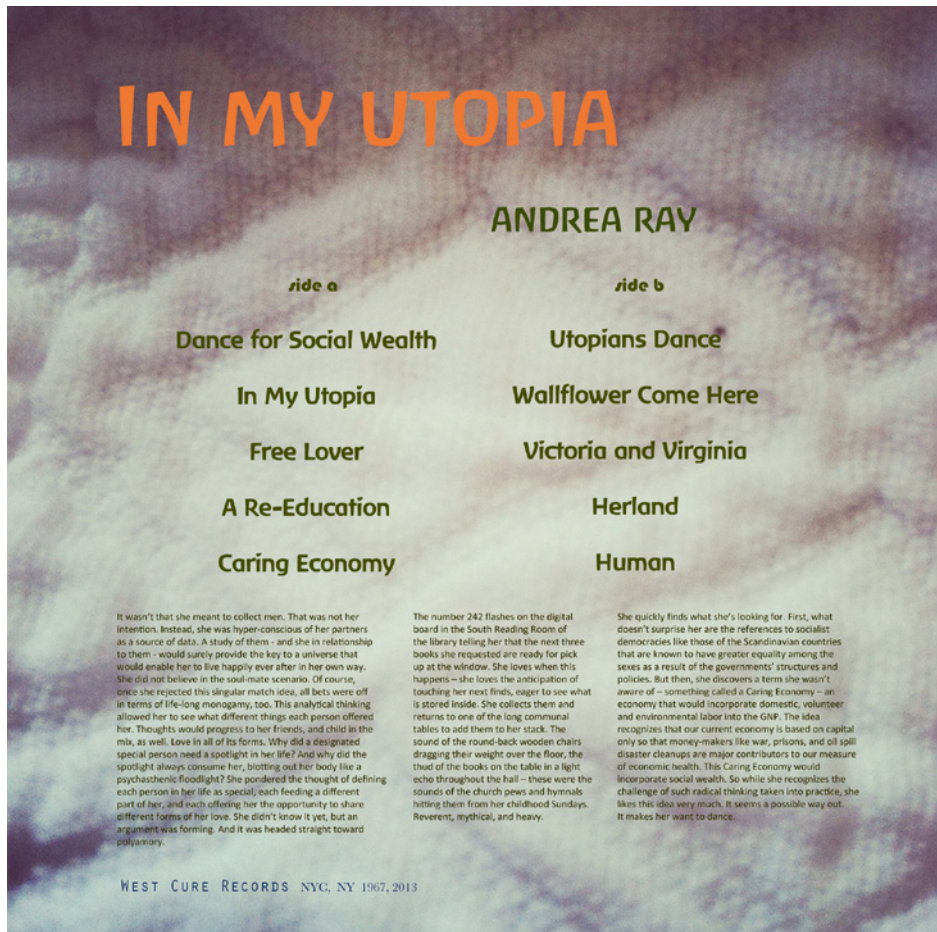 IN MY UTOPIA
ANDREA RAY
side a
Dance for Social Wealth
In My Utopia
Free Lover
A Re-Education
Caring Economy
side b
Utopians Dance
Wallflower Come Here
Victoria and Virginia
Herland
Human
It wasn't that she meant to collect men. That was not her
intention. Instead, she was hyper-conscious of her partners
as a source of data. A study of them - and she in relationship
to them - would surely provide the key to a universe that
would enable her to live happily ever after in her own way.
She did not believe in the soul-mate scenario. Of course,
once she rejected this singular match idea, all bets were off
in terms of life-long monogamy, too. This analytical thinking
allowed her to see what different things each person offered
her. Thoughts would progress to her friends, and child in the
mix, as well. Love in all of its forms. Why did a designated
special person need a spotlight in her life? And why did the
spotlight always consume her, blotting out her body like a
psychasthenic floodlight? She pondered the thought of defining
each person in her life as special, each feeding a different
part of her, and each offering her the opportunity to share
different forms of her love. She didn't know it yet, but an
argument was forming. And it was headed straight toward
polyamory.
The number 242 flashes on the digital
board in the South Reading Room of
the library telling her that the next three
books she requested are ready for pick
up at the window. She loves when this
happens – she loves the anticipation of
touching her next finds, eager to see what
is stored inside. She collects them and
returns to one of the long communal
tables to add them to her stack. The
sound of the round-back wooden chairs
dragging their weight over the floor, the
thud of the books on the table in a light
echo throughout the hall – these were the
sounds of the church pews and hymnals
hitting them from her childhood Sundays.
Reverent, mythical, and heavy.
She quickly finds what she's looking for. First, what
doesn't surprise her are the references to socialist
democracies like those of the Scandinavian countries
that are known to have greater equality among the
sexes as a result of the governments' structures and
policies. But then, she discovers a term she wasn't
aware of – something called a Caring Economy – an
economy that would incorporate domestic, volunteer
and environmental labor into the GNP. The idea
recognizes that our current economy is based on capital
only so that money-makers like war, prisons, and oil spill
disaster cleanups are major contributors to our measure
of economic health. This Caring Economy would
incorporate social wealth. So while she recognizes the
challenge of such radical thinking taken into practice, she
likes this idea very much. It seems a possible way out.
It makes her want to dance.
WEST CURE RECORDS NYC, NY 1967, 2013